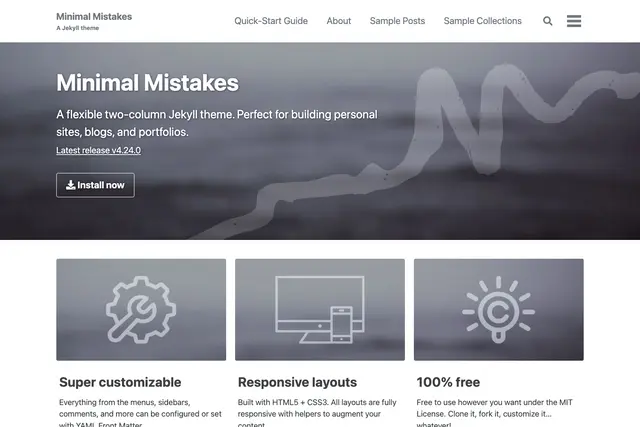 Minimal Mistakes
A Jekyll theme
Quick-Start Guide About Sample Posts Sample Collections
Minimal Mistakes
A flexible two-column Jekyll theme. Perfect for building personal
sites, blogs, and portfolios.
Latest release v4.24.0
Install now
Super customizable
Everything from the menus, sidebars,
comments, and more can be configured or set
with YAML Front Matter.
Responsive layouts
Built with HTML5 + CSS3. All layouts are fully
responsive with helpers to augment your
content.
100% free
Free to use however you want under the MIT
License. Clone it, fork it, customize it...
whatever!